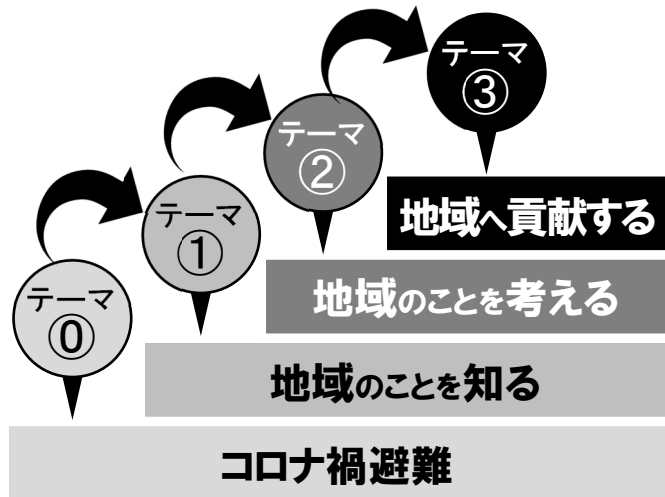 テーマ
③
テーマ
②
地域へ貢献する
テーマ
①
地域のことを考える
テーマ
⓪
地域のことを知る
コロナ禍避難